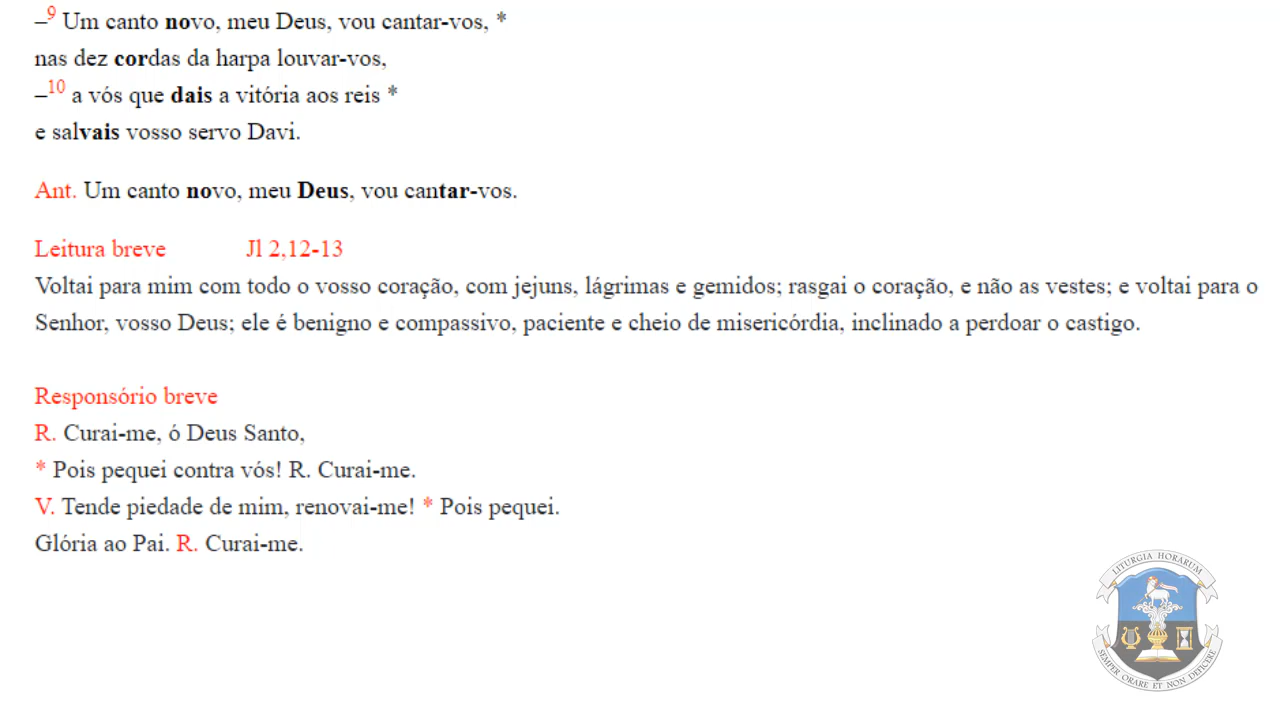 –9 Um canto novo, meu Deus, vou cantar-vos, *
nas dez cordas da harpa louvar-vos,
–10 a vós que dais a vitória aos reis *
e salvais vosso servo Davi.
Ant. Um canto novo, meu Deus, vou cantar-vos.
Leitura breve Jl 2,12-13
Voltai para mim com todo o vosso coração, com jejuns, lágrimas e gemidos; rasgai o coração, e não as vestes; e voltai para o
Senhor, vosso Deus; ele é benigno e compassivo, paciente e cheio de misericórdia, inclinado a perdoar o castigo.
Responsório breve
R. Curai-me, ó Deus Santo,
* Pois pequei contra vós! R. Curai-me.
V. Tende piedade de mim, renovai-me! * Pois pequei.
Glória ao Pai. R. Curai-me.
LITURGIA HORARUM
SEMPER ORARE ET NON DEFICERE